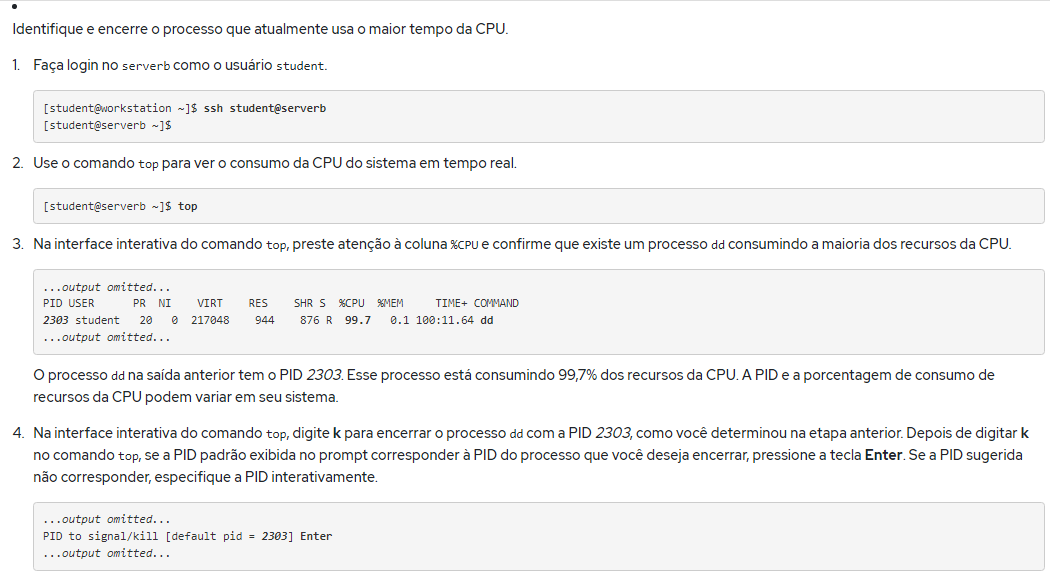 •
Identifique e encerre o processo que atualmente usa o maior tempo da CPU.
1. Faça login no serverb como o usuário student.
[student@workstation ~]$ ssh student@serverb
[student@serverb ~]$
2. Use o comando top para ver o consumo da CPU do sistema em tempo real.
[student@serverb ~]$ top
3. Na interface interativa do comando top, preste atenção à coluna %CPU e confirme que existe um processo dd consumindo a maioria dos recursos da CPU.
...output omitted...
PID USER      PR  NI    VIRT    RES    SHR S  %CPU  %MEM     TIME+ COMMAND
2303 student   20   0  217048    944    876 R  99.7   0.1 100:11.64 dd
...output omitted...
O processo dd na saída anterior tem o PID 2303. Esse processo está consumindo 99,7% dos recursos da CPU. A PID e a porcentagem de consumo de
recursos da CPU podem variar em seu sistema.
4. Na interface interativa do comando top, digite k para encerrar o processo dd com a PID 2303, como você determinou na etapa anterior. Depois de digitar k
no comando top, se a PID padrão exibida no prompt corresponder à PID do processo que você deseja encerrar, pressione a tecla Enter. Se a PID sugerida
não corresponder, especifique a PID interativamente.
...output omitted...
PID to signal/kill [default pid = 2303] Enter
...output omitted...